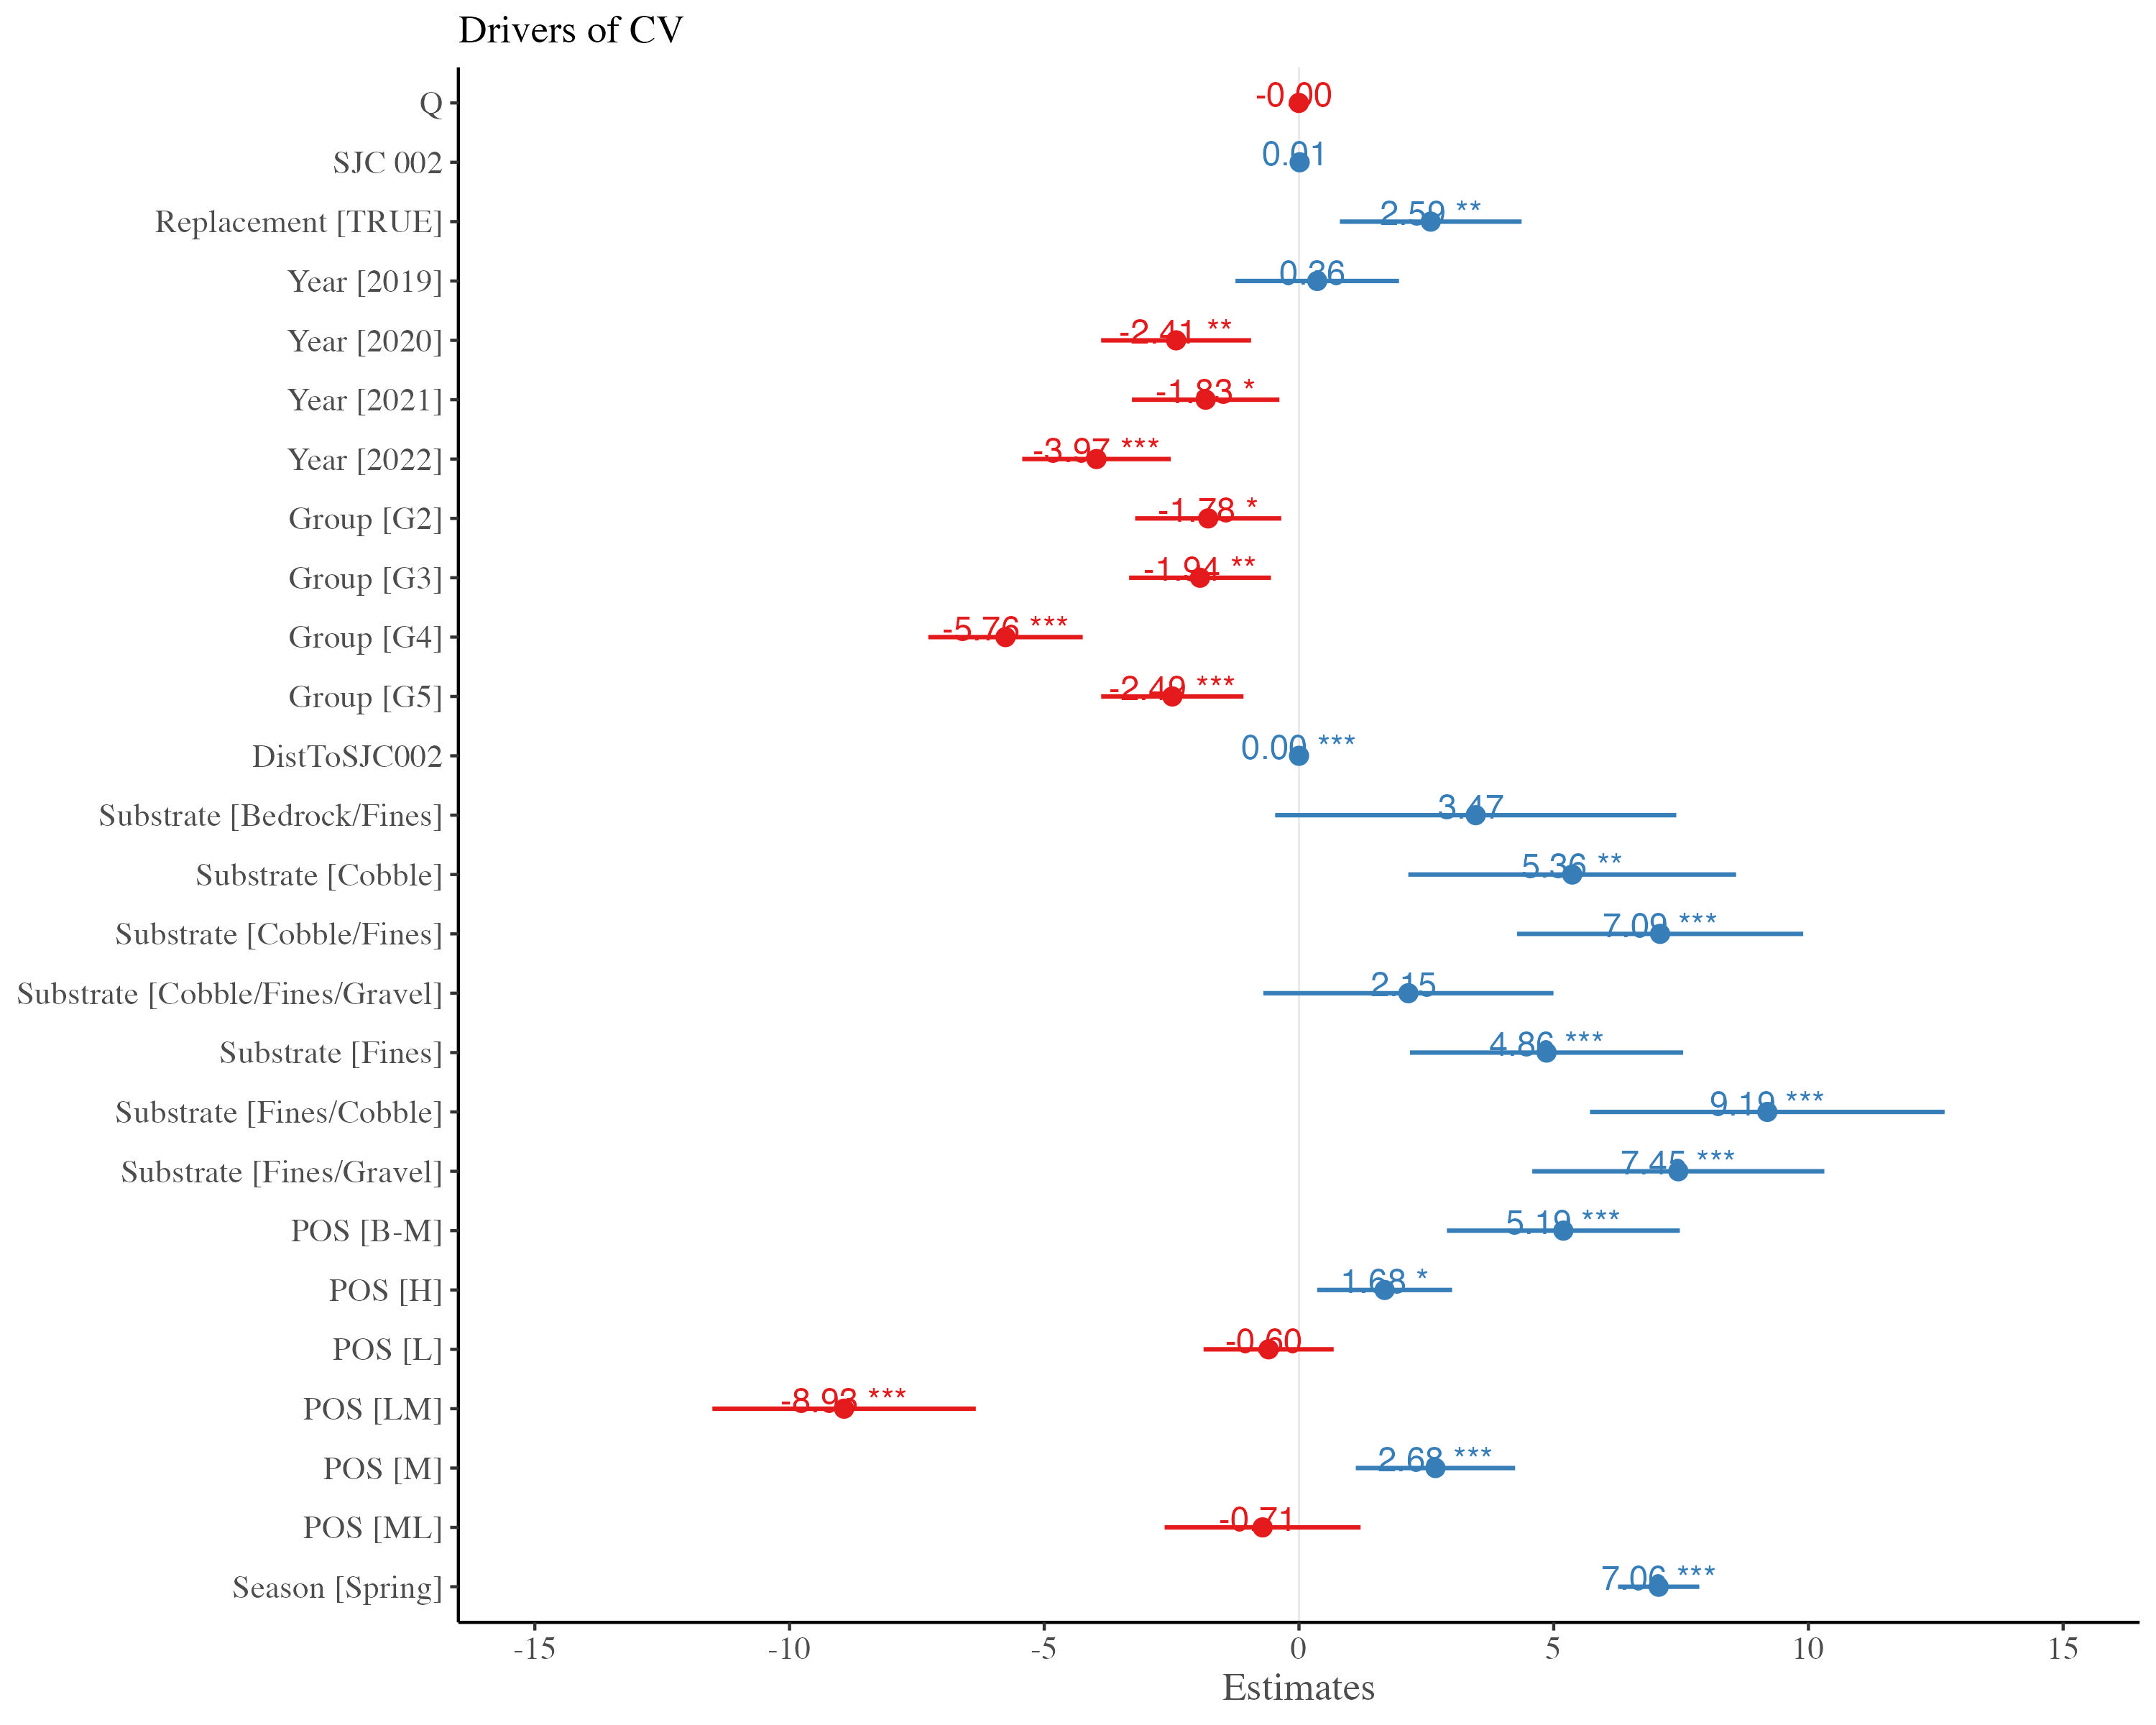 Drivers of CV
Q -0.00
SJC 002 0.01
Replacement [TRUE] 2.59 **
Year [2019] 0.36
Year [2020] -2.41 **
Year [2021] -1.83 *
Year [2022] -3.97 ***
Group [G2] -1.78 *
Group [G3] -1.94 **
Group [G4] -5.76 ***
Group [G5] -2.49 ***
DistToSJC002 0.00 ***
Substrate [Bedrock/Fines] 3.47
Substrate [Cobble] 5.36 **
Substrate [Cobble/Fines] 7.09 ***
Substrate [Cobble/Fines/Gravel] 2.15
Substrate [Fines] 4.86 ***
Substrate [Fines/Cobble] 9.19 ***
Substrate [Fines/Gravel] 7.45 ***
POS [B-M] 5.19 ***
POS [H] 1.68 *
POS [L] -0.60
POS [LM] -8.93 ***
POS [M] 2.68 ***
POS [ML] -0.71
Season [Spring] 7.06 ***
-15 -10 -5 0 5 10 15
Estimates